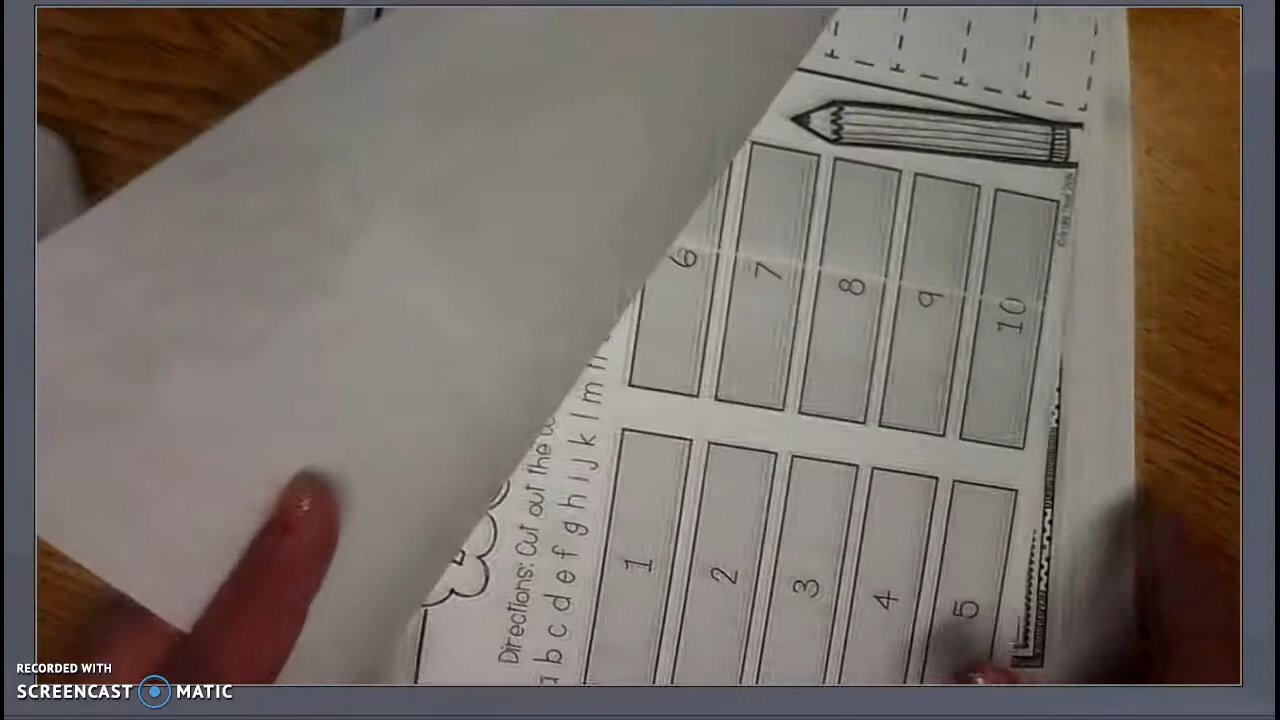 Directions: Cut out the
a b c d e f g h i j k l m n
1
2
3
4
5
6
7
8
9
10
RECORDED WITH
SCREENCAST MATIC